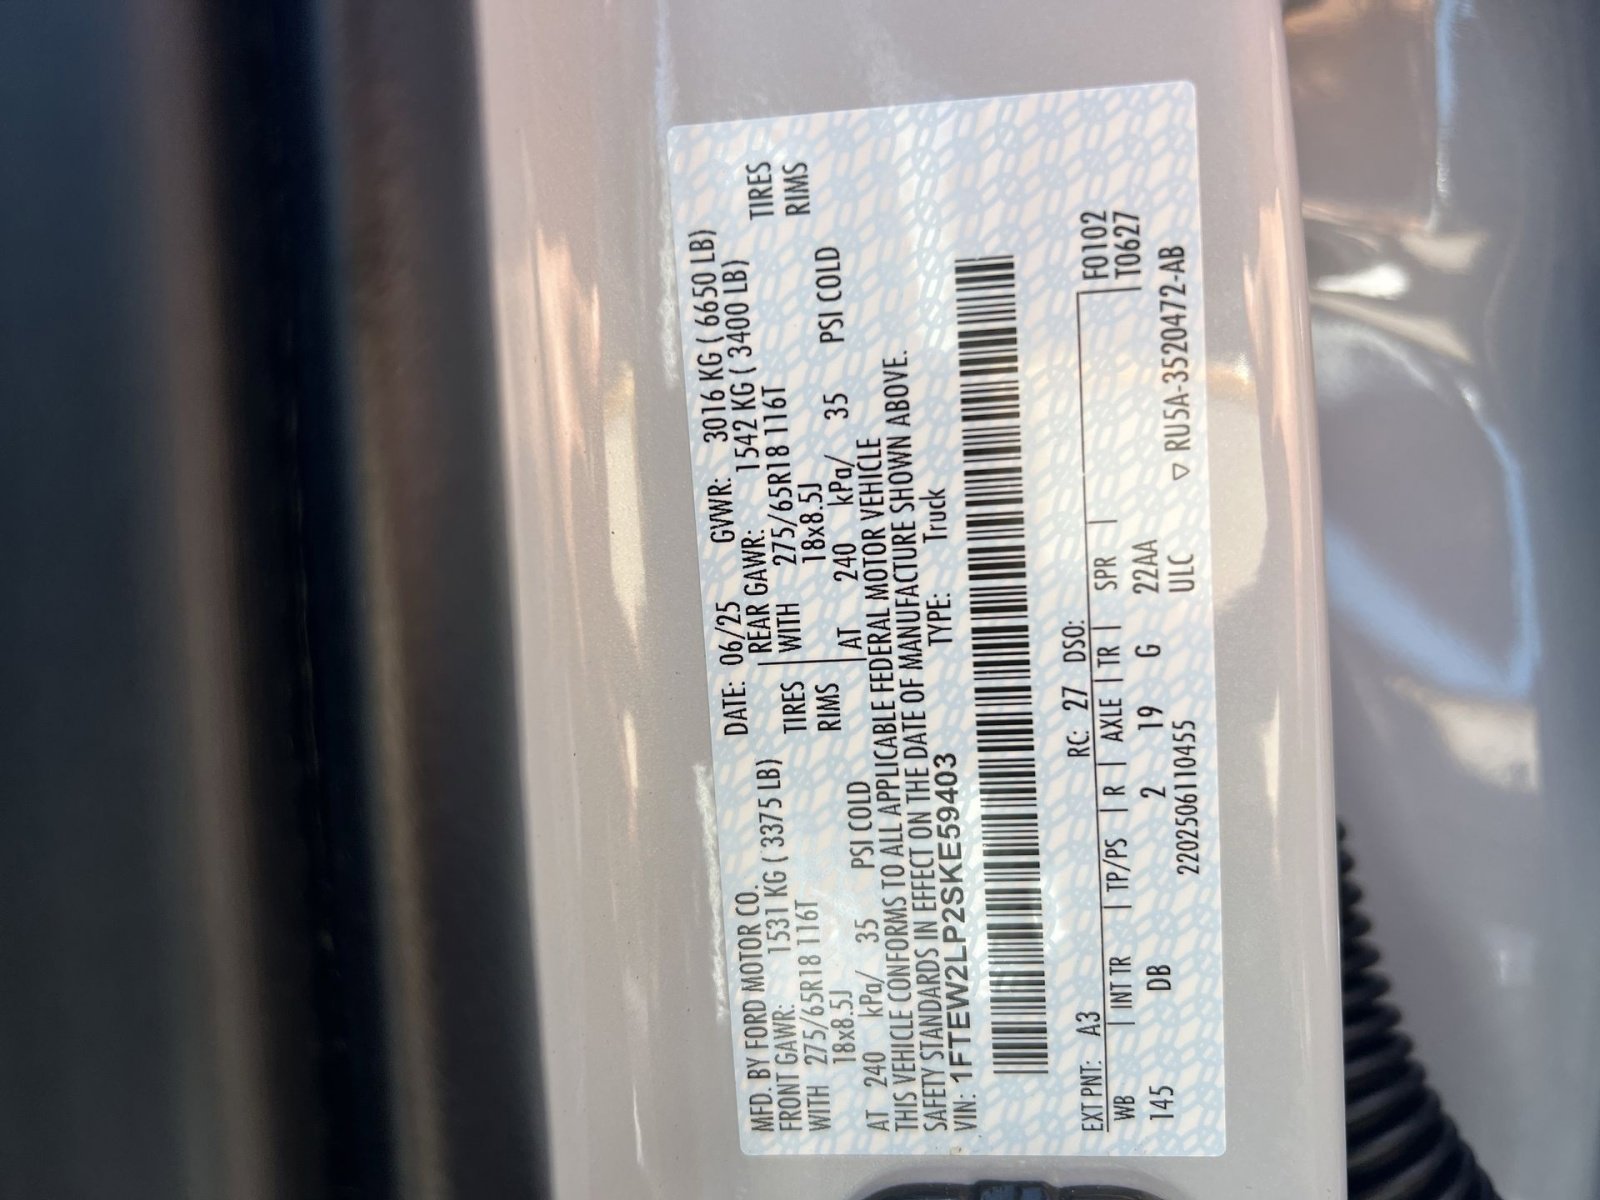 MFD. BY FORD MOTOR CO. DATE: 06/25 GVWR: 3016 KG ( 6650 LB)
FRONT GAWR: 1531 KG ( 3375 LB) REAR GAWR: 1542 KG ( 3400 LB)
WITH 275/65R18 116T TIRES WITH 275/65R18 116T TIRES
18x8.5J RIMS 18x8.5J RIMS
AT 240 kPa/ 35 PSI COLD AT 240 kPa/ 35 PSI COLD
THIS VEHICLE CONFORMS TO ALL APPLICABLE FEDERAL MOTOR VEHICLE
SAFETY STANDARDS IN EFFECT ON THE DATE OF MANUFACTURE SHOWN ABOVE.
VIN: 1FTEW2LP2SKE59403 TYPE: Truck
EXT PNT: A3 RC: 27 DSO: F0102
WB | INT TR | TP/PS | R | AXLE | TR | SPR | T0627
145 DB 2 19 G 22AA
2202506110455 ULC ▽ RU5A-3520472-AB